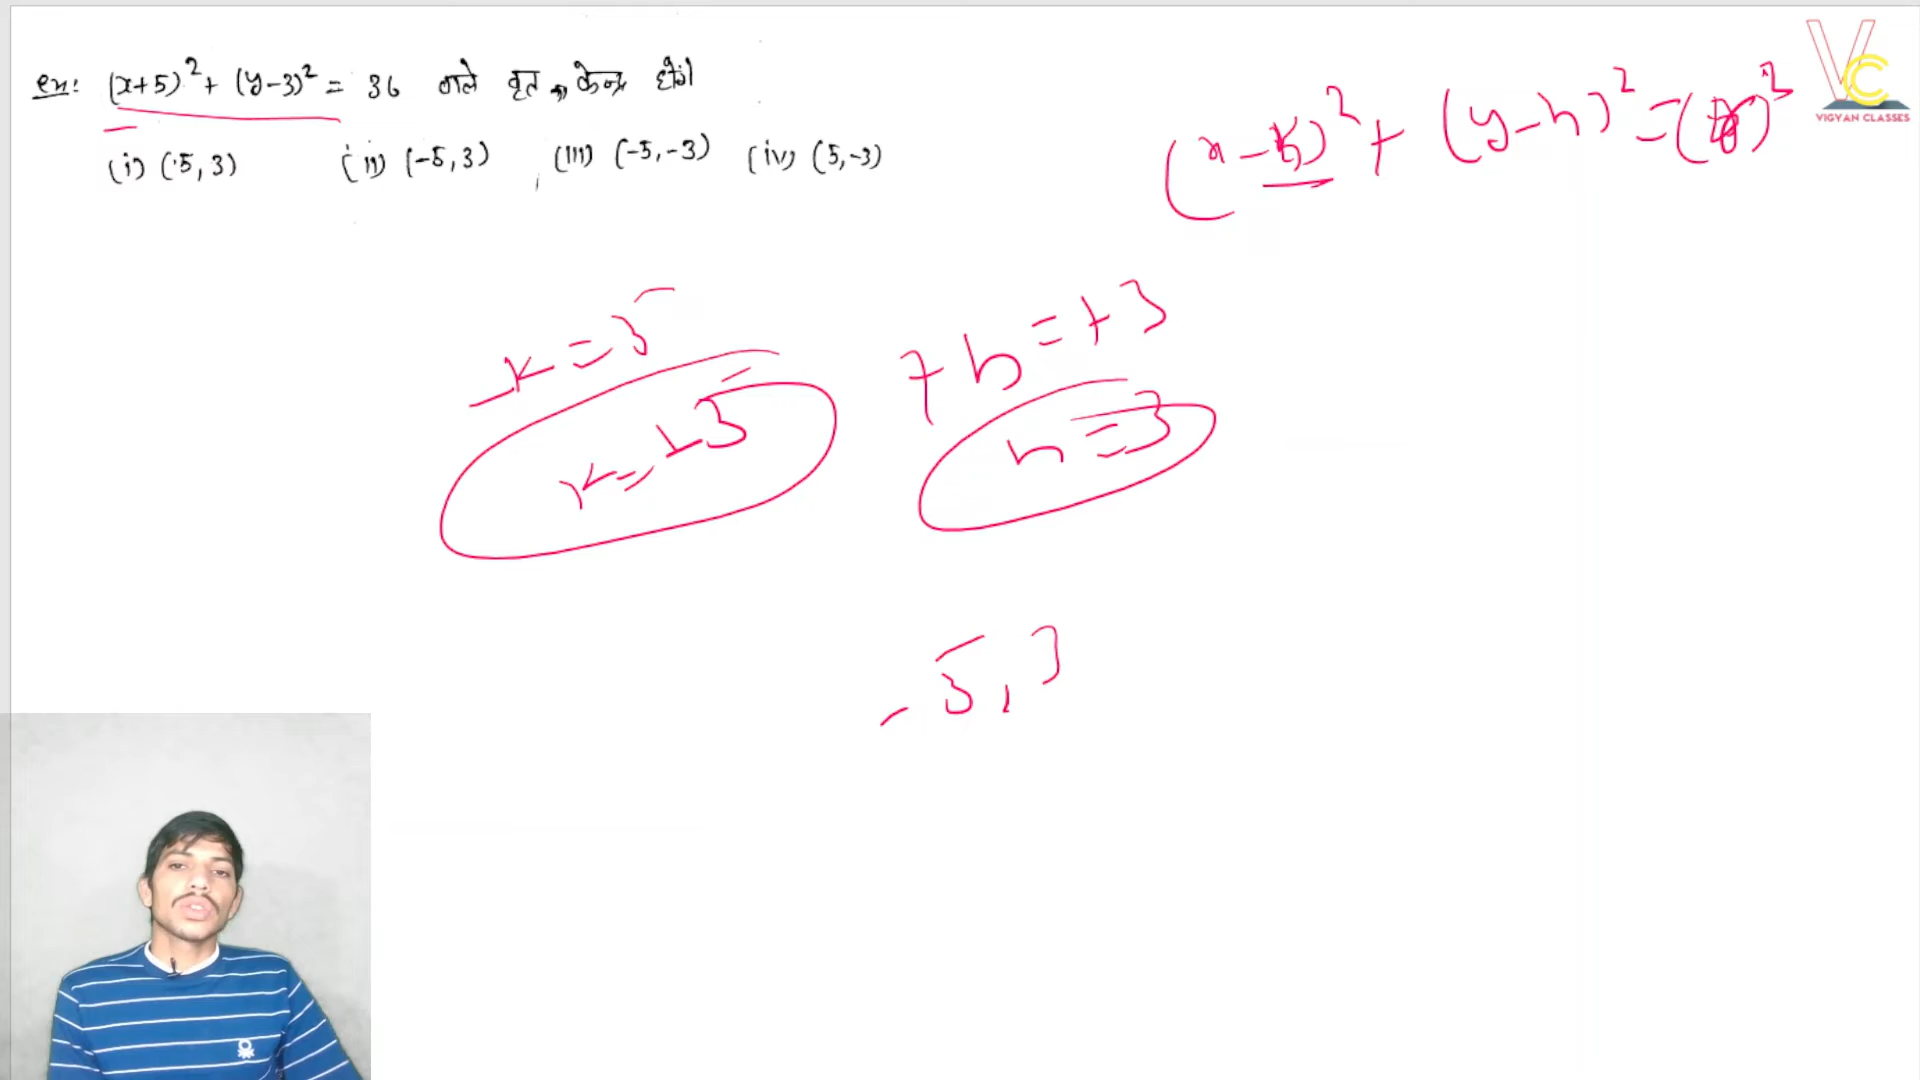 ex: (x+5)² + (y-3)² = 36 वाले वृत का केन्द्र होंगे
(i) (5, 3) (ii) (-5, 3) (iii) (-5, -3) (iv) (5, -3)
(x - k)² + (y - h)² = (r)²
VIGYAN CLASSES
-k = 5
k = -5
+h = +3
h = 3
-5, 3